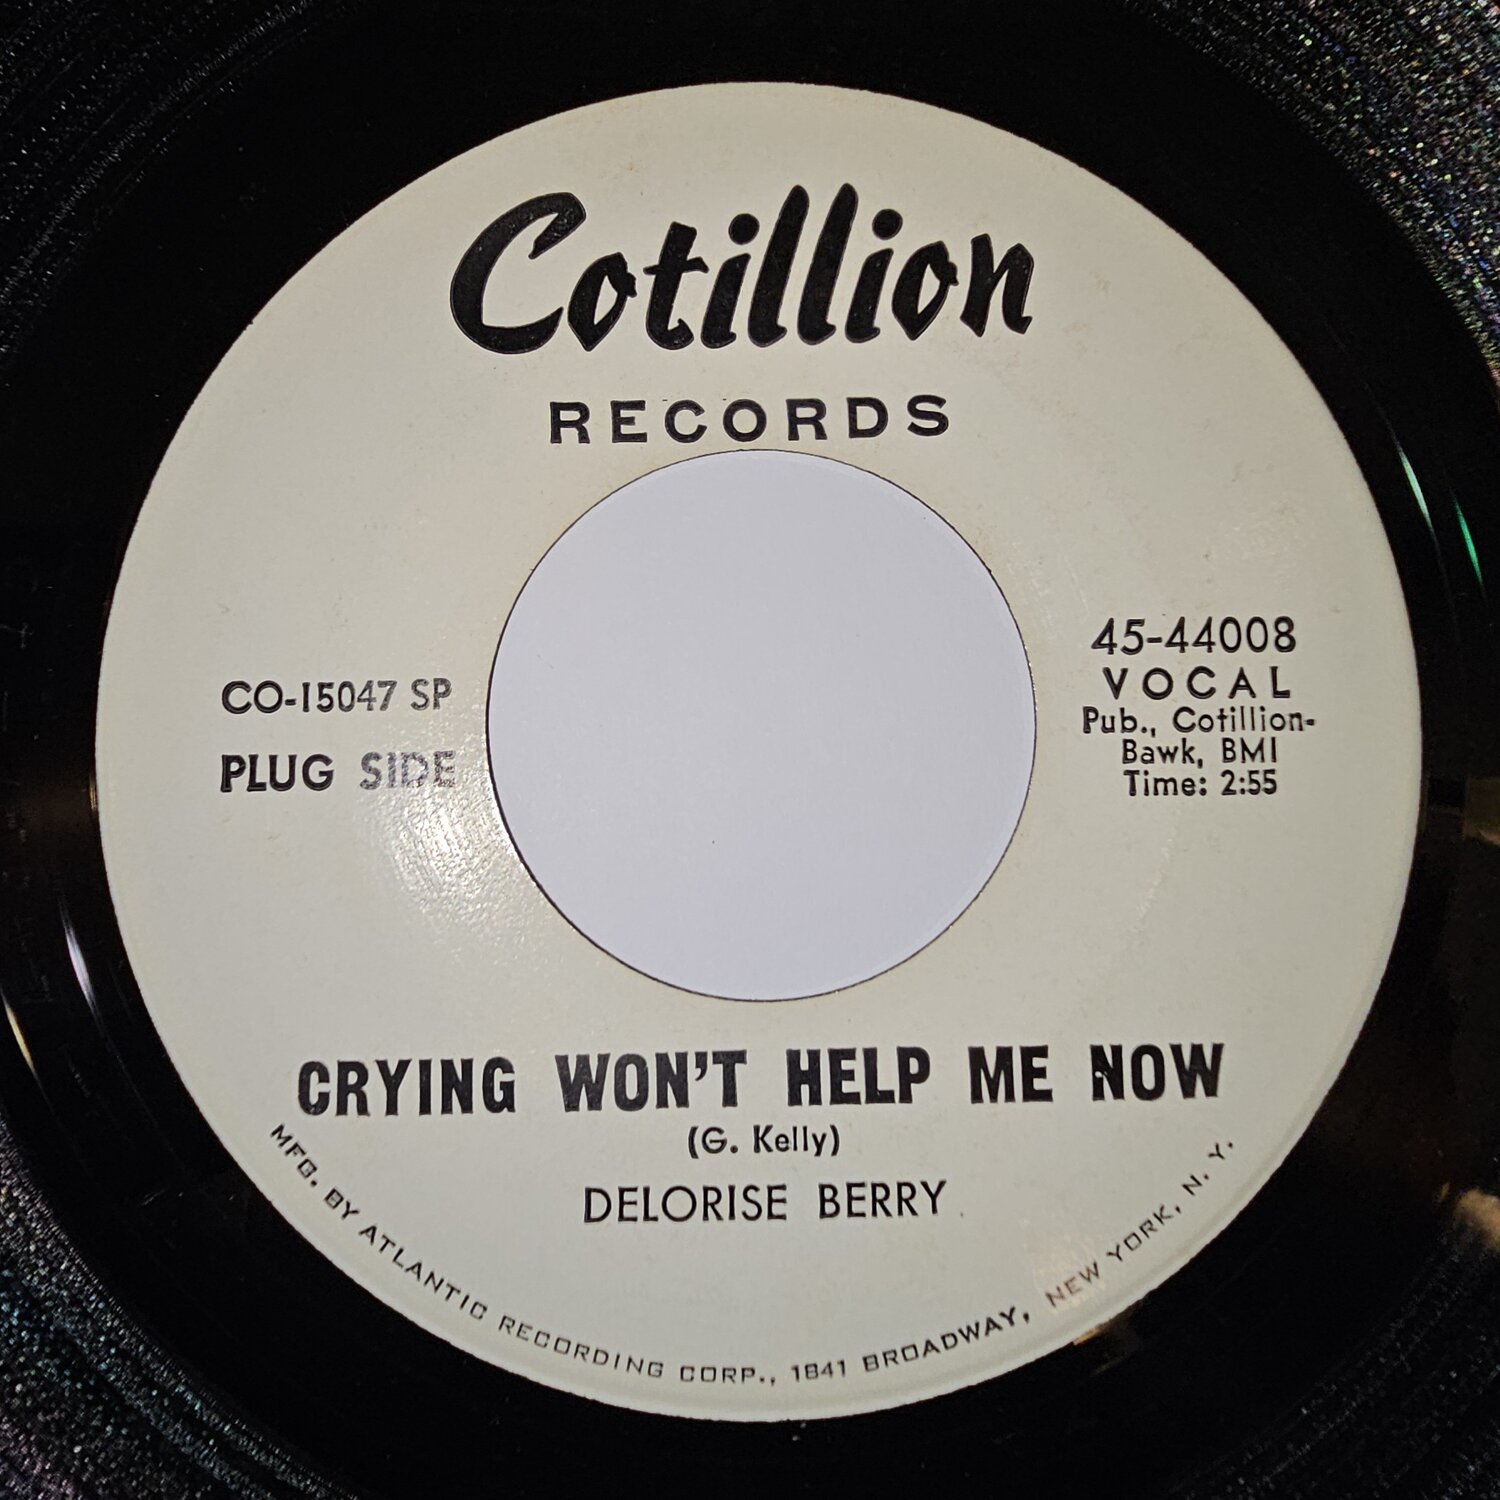 Cotillion
RECORDS
CO-15047 SP
PLUG SIDE
45-44008
VOCAL
Pub., Cotillion-
Bawk, BMI
Time: 2:55
CRYING WON'T HELP ME NOW
(G. Kelly)
DELORISE BERRY
MFG. BY ATLANTIC RECORDING CORP., 1841 BROADWAY, NEW YORK, N. Y.